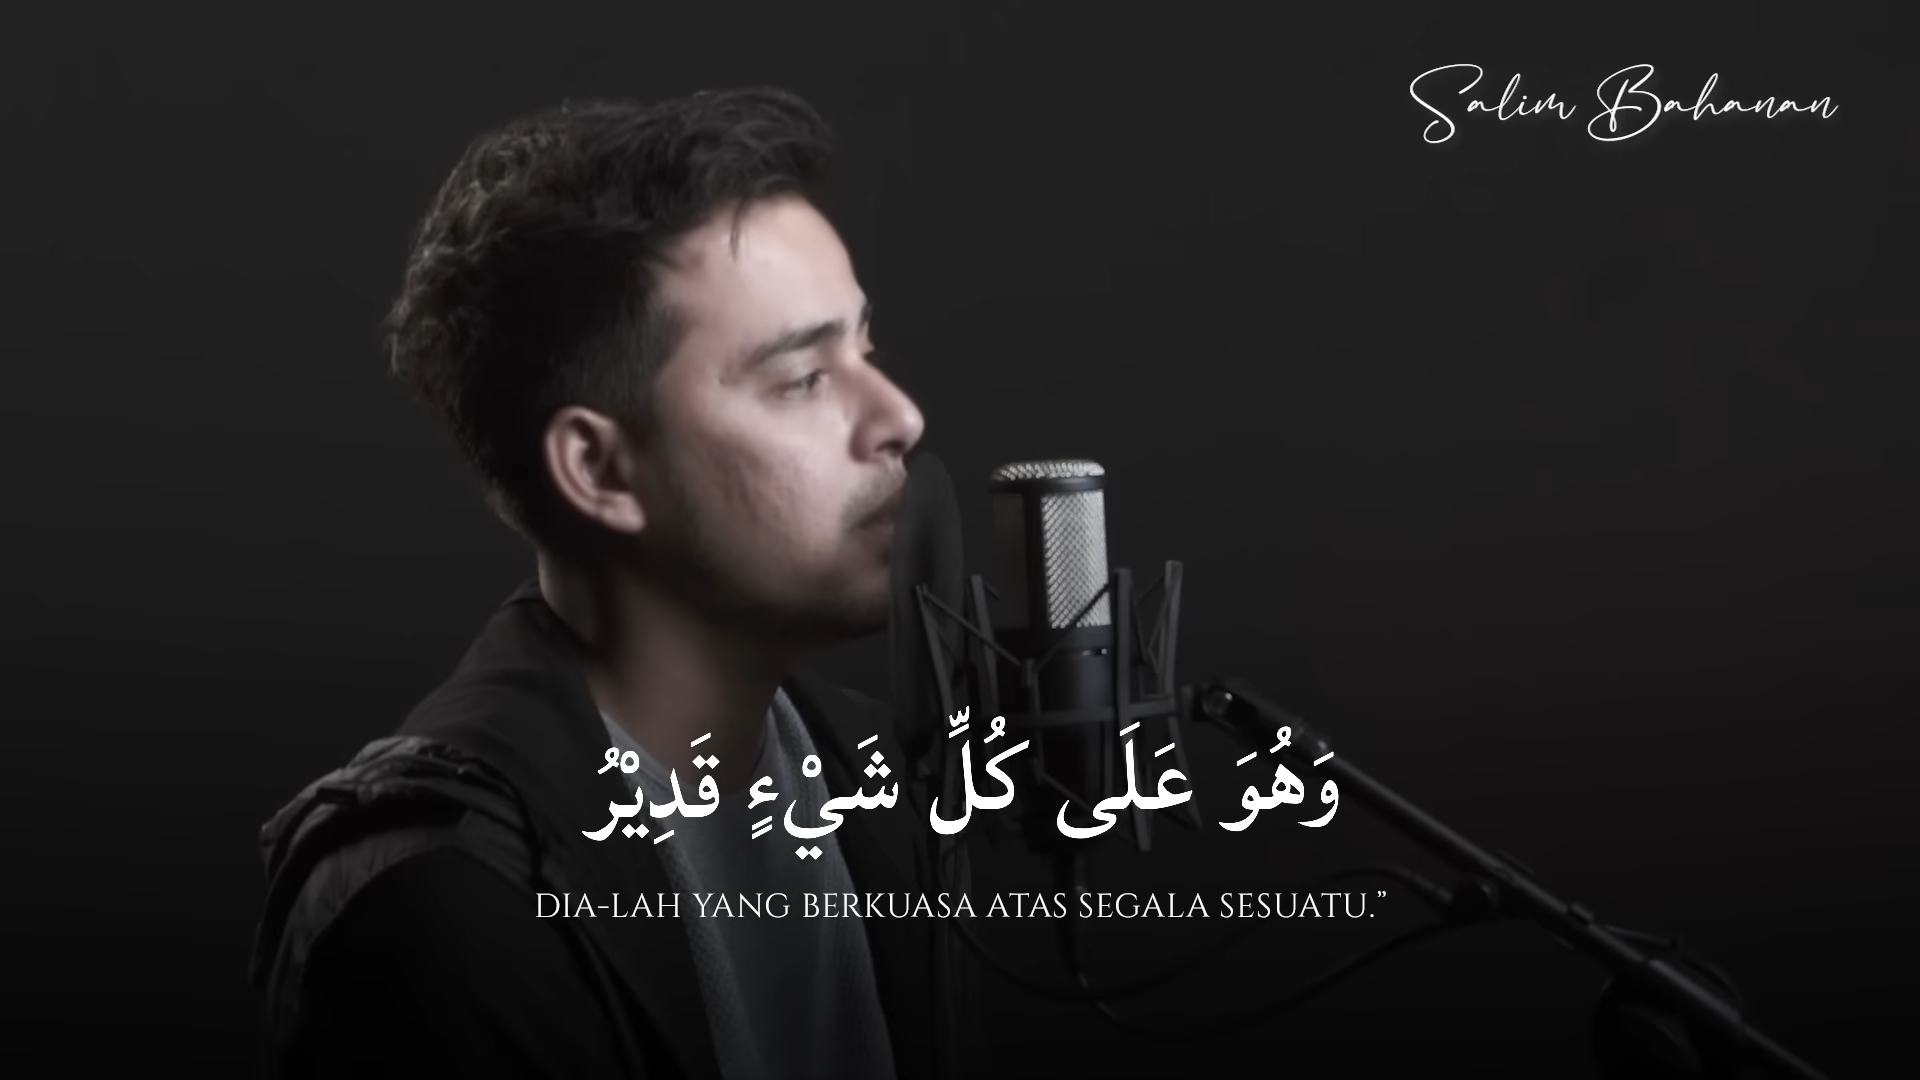 Salim Bahanan
وَهُوَ عَلَى كُلِّ شَيْءٍ قَدِيْرُ
DIA-LAH YANG BERKUASA ATAS SEGALA SESUATU.”